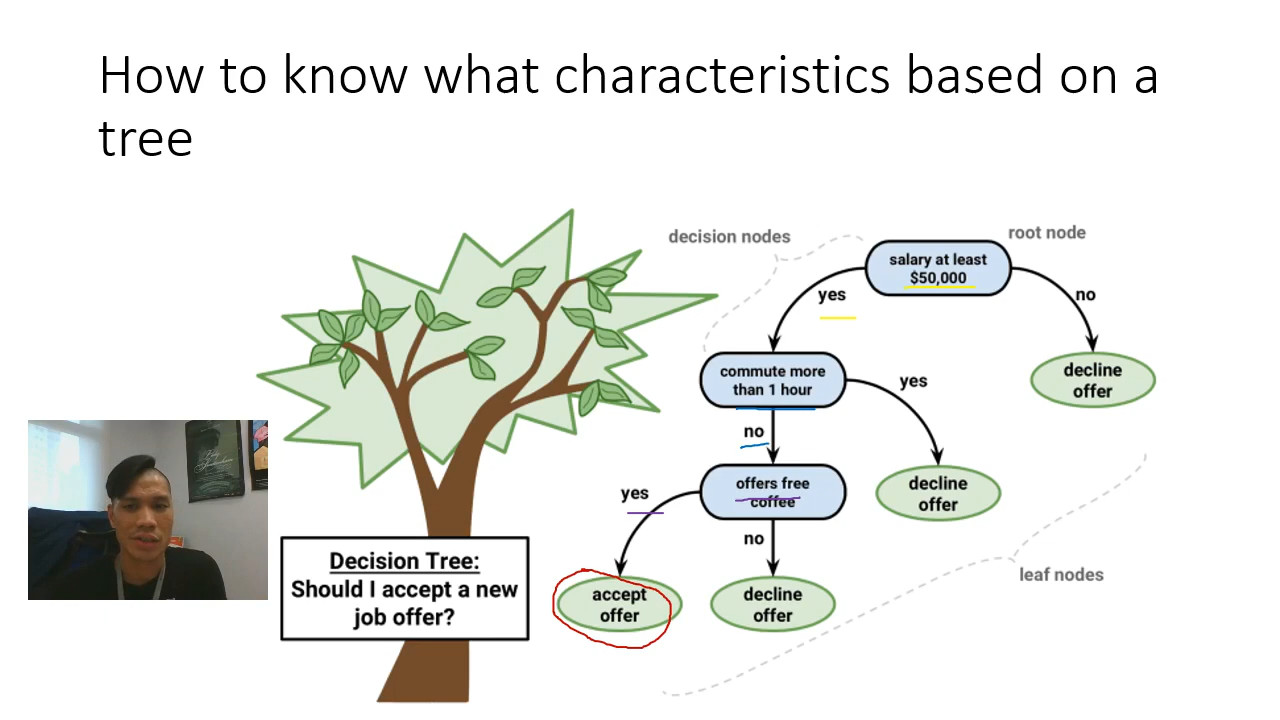 How to know what characteristics based on a
tree
decision nodes
root node
salary at least
$50,000
yes
no
commute more
than 1 hour
decline
offer
yes
no
offers free
coffee
decline
offer
yes
no
accept
offer
decline
offer
leaf nodes
Decision Tree:
Should I accept a new
job offer?